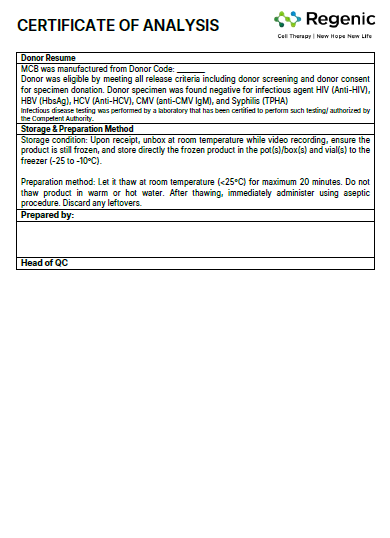 CERTIFICATE OF ANALYSIS
Regenic
Cell Therapy | New Hope New Life
Donor Resume
MCB was manufactured from Donor Code: ______
Donor was eligible by meeting all release criteria including donor screening and donor consent
for specimen donation. Donor specimen was found negative for infectious agent HIV (Anti-HIV),
HBV (HbsAg), HCV (Anti-HCV), CMV (anti-CMV IgM), and Syphilis (TPHA)
Infectious disease testing was performed by a laboratory that has been certified to perform such testing/ authorized by
the Competent Authority.
Storage & Preparation Method
Storage condition: Upon receipt, unbox at room temperature while video recording, ensure the
product is still frozen, and store directly the frozen product in the pot(s)/box(s) and vial(s) to the
freezer (-25 to -10°C).
Preparation method: Let it thaw at room temperature (<25°C) for maximum 20 minutes. Do not
thaw product in warm or hot water. After thawing, immediately administer using aseptic
procedure. Discard any leftovers.
Prepared by:
Head of QC